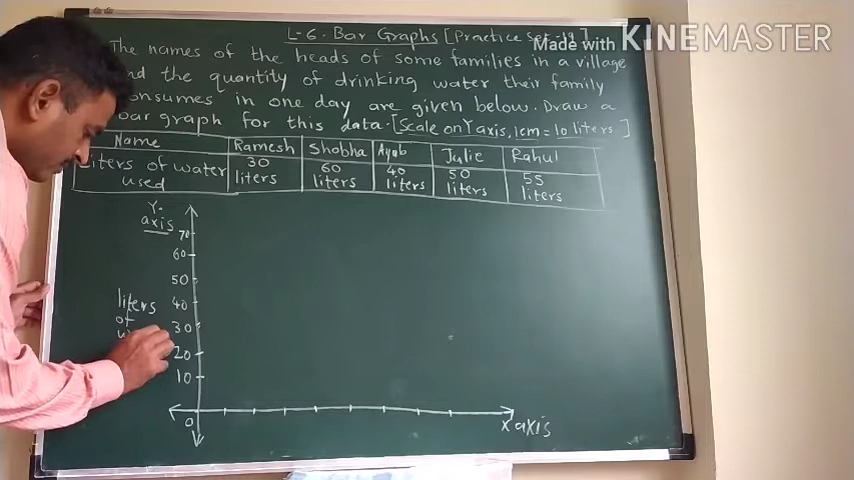 L-6. Bar Graphs [Practice Set-19]
Made with KINEMASTER
The names of the heads of some families in a village
and the quantity of drinking water their family
consumes in one day are given below. Draw a
bar graph for this data. [Scale on Y axis, 1cm = 10 liters]
Name Ramesh Shobha Ayub Julie Rahul
Liters of water used 30 liters 60 liters 40 liters 50 liters 55 liters
Y. axis
70
60
50
liters
40
of
30
20
10
0
X axis